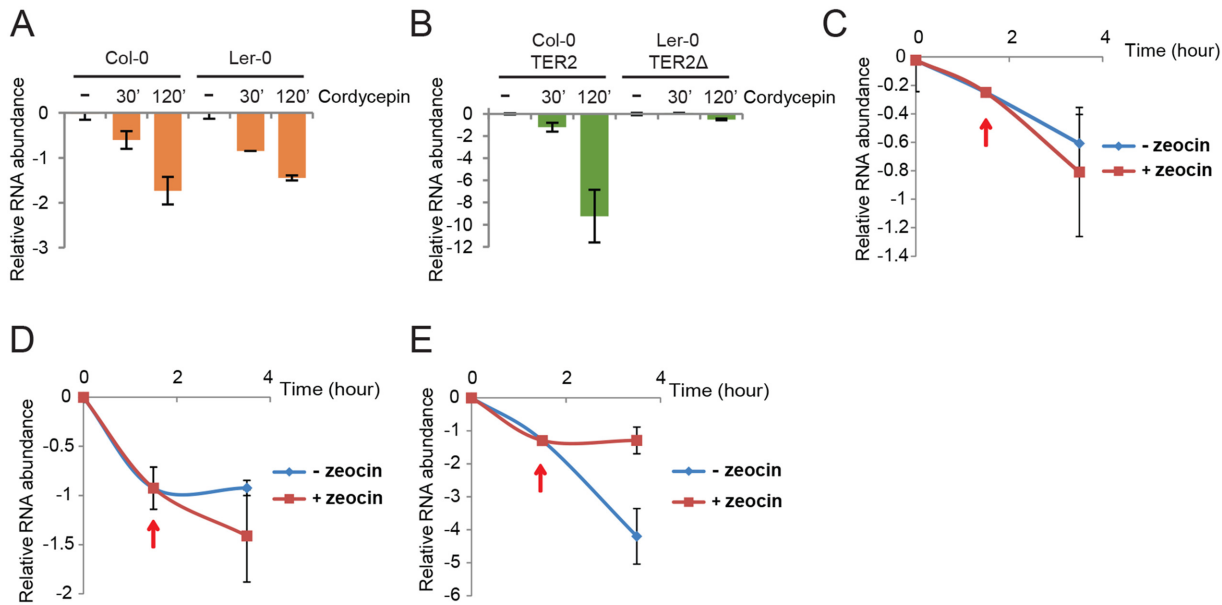 A
Col-0 Ler-0
– 30' 120' – 30' 120' Cordycepin
0
-1
-2
-3
Relative RNA abundance
B
Col-0 Ler-0
TER2 TER2Δ
– 30' 120' – 30' 120' Cordycepin
0
-2
-4
-6
-8
-10
-12
Relative RNA abundance
C
0 2 4 Time (hour)
0
-0.2
-0.4
-0.6
-0.8
-1
-1.2
-1.4
Relative RNA abundance
- zeocin
+ zeocin
D
0 2 4 Time (hour)
0
-0.5
-1
-1.5
-2
Relative RNA abundance
- zeocin
+ zeocin
E
0 2 4 Time (hour)
0
-1
-2
-3
-4
-5
-6
Relative RNA abundance
- zeocin
+ zeocin